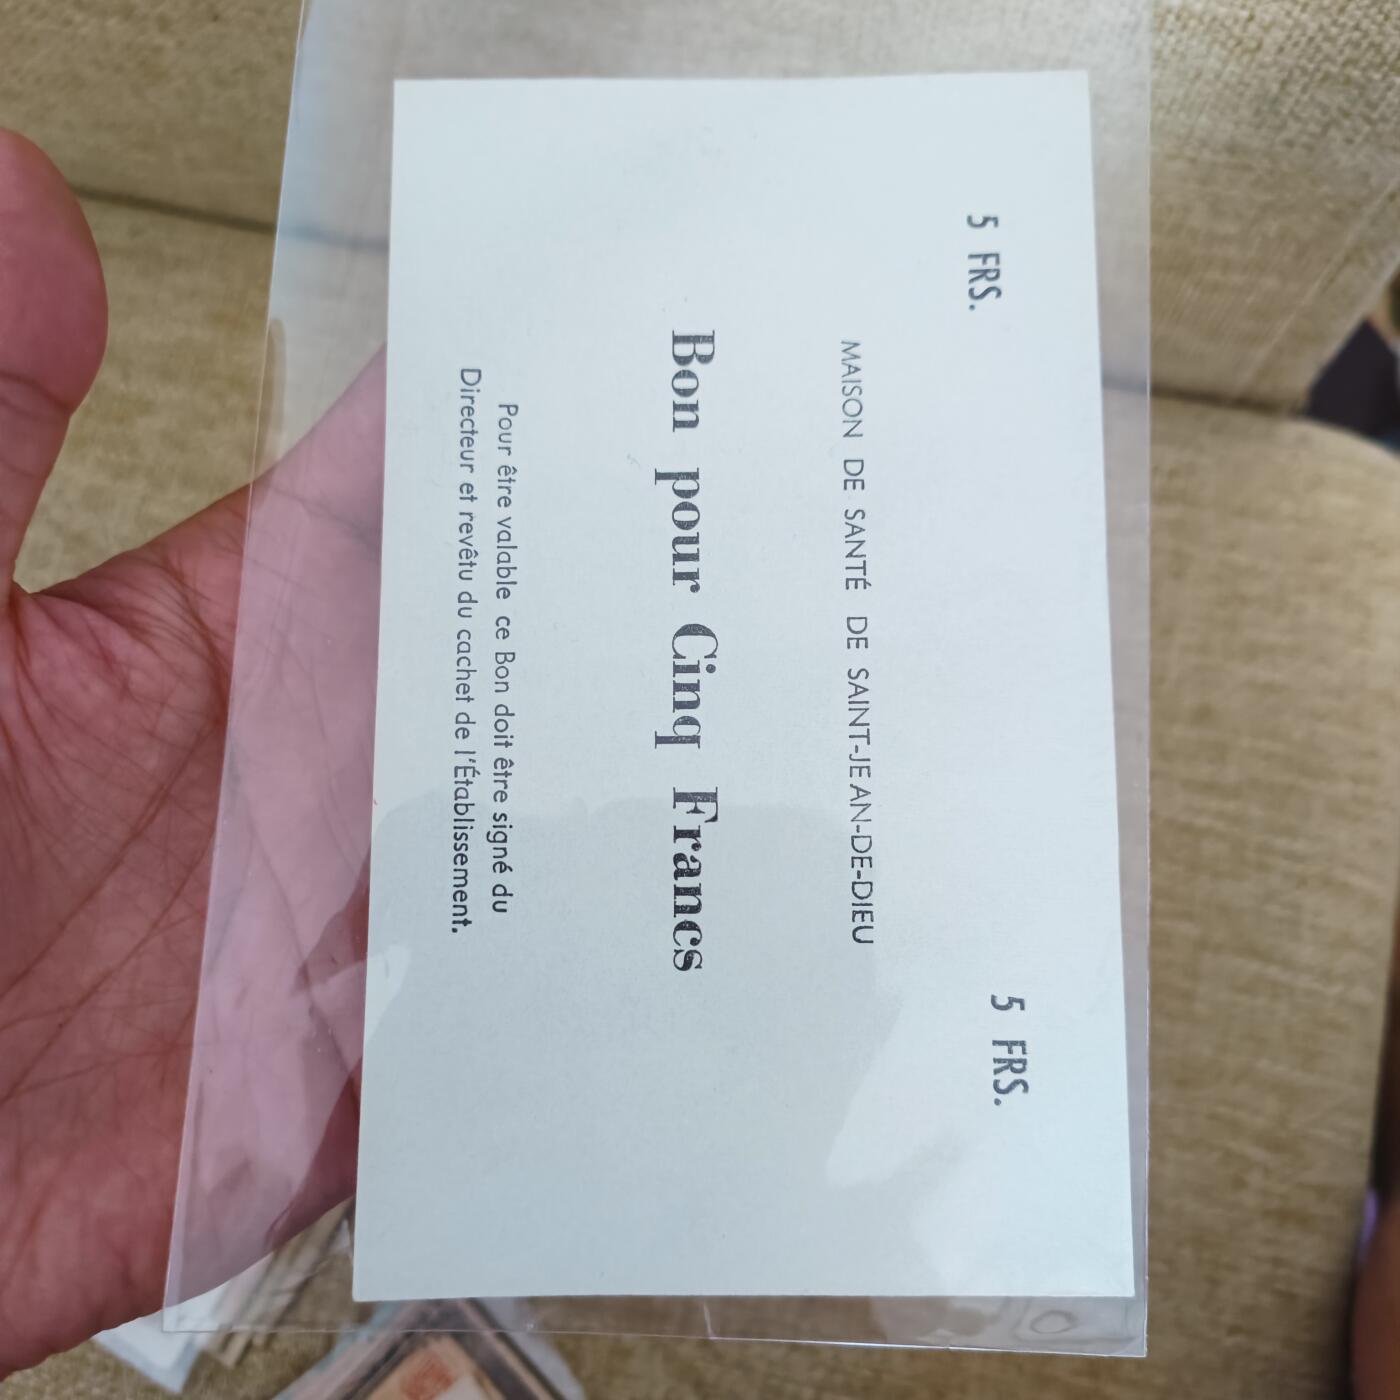 5 FRS.
5 FRS.
MAISON DE SANTÉ DE SAINT-JEAN-DE-DIEU
Bon pour Cinq Francs
Pour être valable ce Bon doit être signé du
Directeur et revêtu du cachet de l'Établissement.